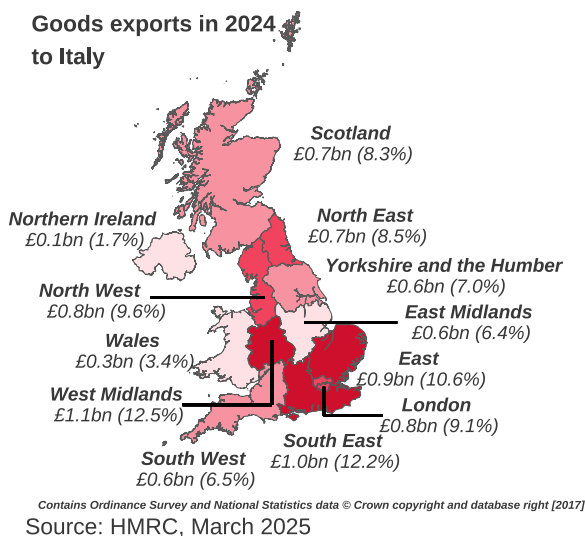 Goods exports in 2024
to Italy
Scotland
£0.7bn (8.3%)
Northern Ireland
£0.1bn (1.7%)
North East
£0.7bn (8.5%)
Yorkshire and the Humber
£0.6bn (7.0%)
North West
£0.8bn (9.6%)
East Midlands
£0.6bn (6.4%)
Wales
£0.3bn (3.4%)
East
£0.9bn (10.6%)
West Midlands
£1.1bn (12.5%)
London
£0.8bn (9.1%)
South East
£1.0bn (12.2%)
South West
£0.6bn (6.5%)
Contains Ordinance Survey and National Statistics data © Crown copyright and database right [2017]
Source: HMRC, March 2025